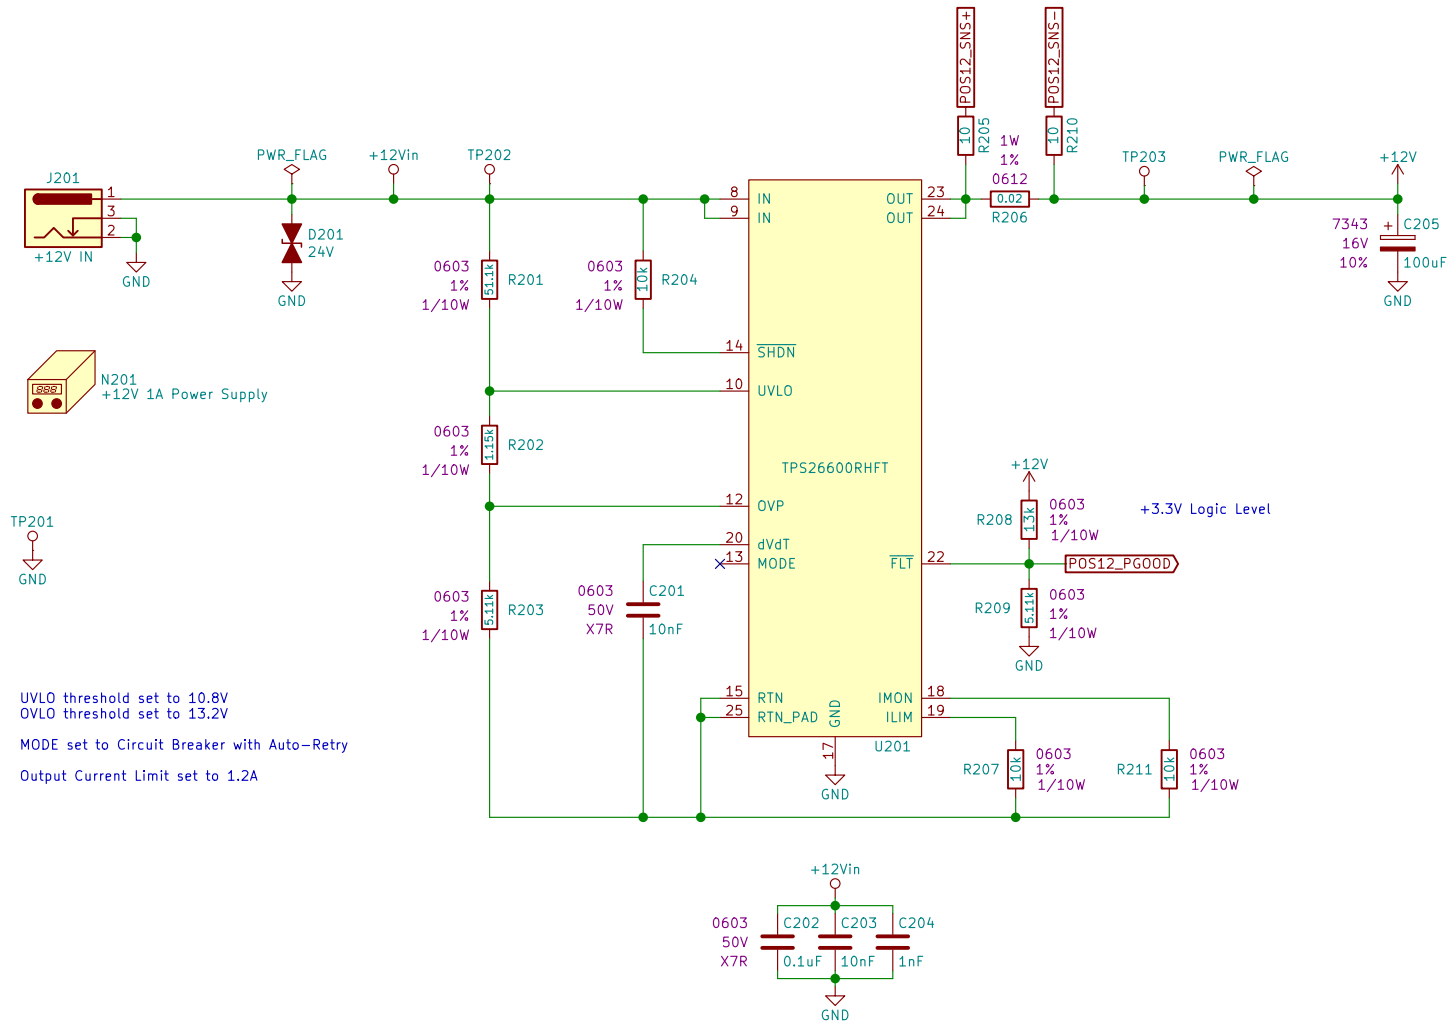 POS12_SNS+
POS12_SNS-
10
R205
10
R210
1W
1%
0612
0.02
R206
PWR_FLAG
+12Vin
TP202
TP203
PWR_FLAG
+12V
J201
1
3
2
+12V IN
GND
D201
24V
GND
8
IN
9
IN
OUT
23
OUT
24
7343
16V
10%
+
C205
100uF
GND
0603
1%
1/10W
51.1k
R201
0603
1%
1/10W
10k
R204
14
SHDN
10
UVLO
N201
+12V 1A Power Supply
888
0603
1%
1/10W
1.15k
R202
TPS26600RHFT
12
OVP
20
dVdT
13
MODE
FLT
22
+12V
R208
13k
0603
1%
1/10W
+3.3V Logic Level
POS12_PGOOD
R209
5.11k
0603
1%
1/10W
GND
TP201
GND
0603
1%
1/10W
5.11k
R203
0603
50V
X7R
C201
10nF
15
RTN
25
RTN_PAD
GND
17
IMON
18
ILIM
19
U201
GND
UVLO threshold set to 10.8V
OVLO threshold set to 13.2V
MODE set to Circuit Breaker with Auto-Retry
Output Current Limit set to 1.2A
R207
10k
0603
1%
1/10W
R211
10k
0603
1%
1/10W
+12Vin
0603
50V
X7R
C202
0.1uF
C203
10nF
C204
1nF
GND